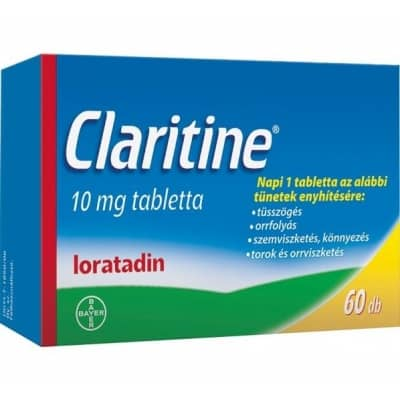 Claritine®
10 mg tabletta
Napi 1 tabletta az alábbi
tünetek enyhítésére:
•tüsszögés
•orrfolyás
•szemviszketés, könnyezés
•torok és orrviszketés
loratadin
BAYER
BAYER
60 db